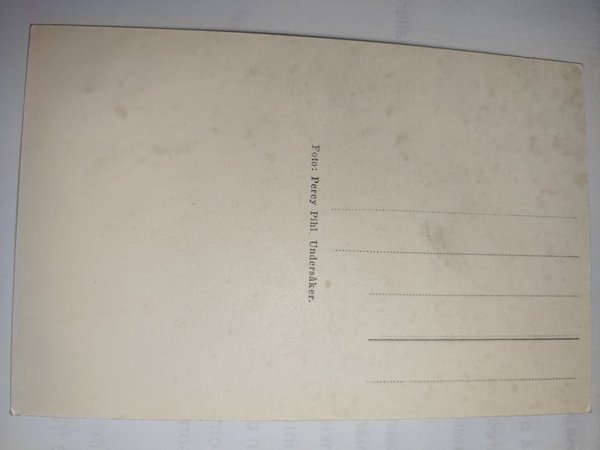 Foto: Percy Pihl. Undersåker.